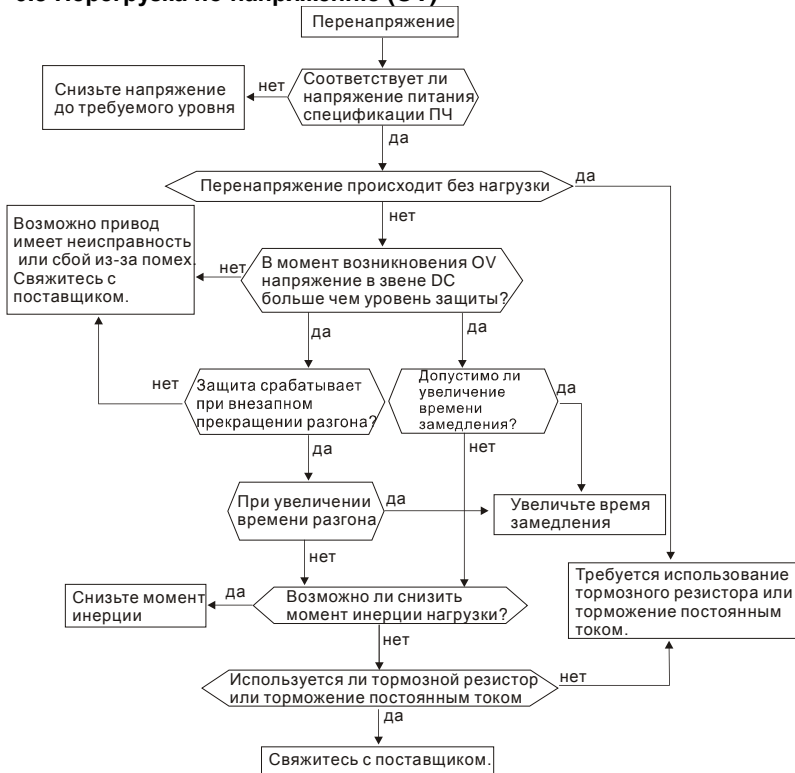 Перенапряжение
Соответствует ли
напряжение питания
спецификации ПЧ
нет
Снизьте напряжение
до требуемого уровня
да
Перенапряжение происходит без нагрузки
да
нет
Возможно привод
имеет неисправность
или сбой из-за помех.
Свяжитесь с
поставщиком.
нет
В момент возникновения OV
напряжение в звене DC
больше чем уровень защиты?
да
да
нет
Защита срабатывает
при внезапном
прекращении разгона?
Допустимо ли
увеличение
времени
замедления?
да
да
нет
При увеличении
времени разгона
да
Увеличьте время
замедления
нет
Снизьте момент
инерции
да
Возможно ли снизить
момент инерции нагрузки?
Требуется использование
тормозного резистора или
торможение постоянным
током.
нет
Используется ли тормозной резистор
или торможение постоянным током
нет
да
Свяжитесь с поставщиком.